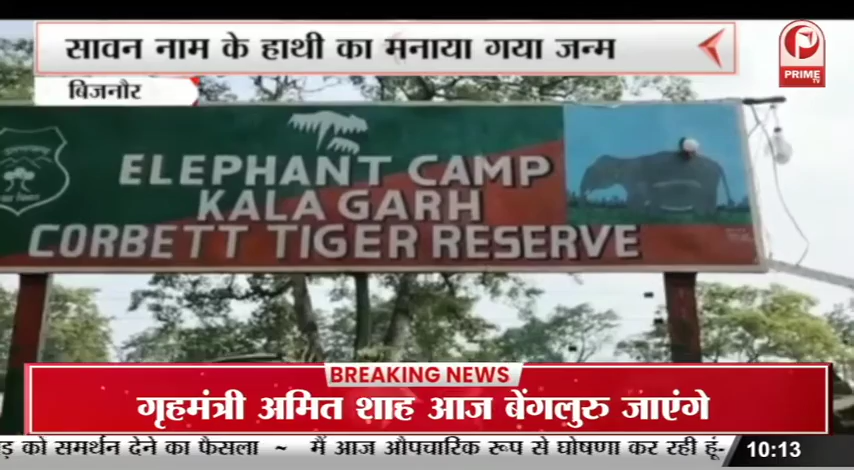 सावन नाम के हाथी का मनाया गया जन्म
PRIME
TV
बिजनौर
ELEPHANT CAMP
KALA GARH
CORBETT TIGER RESERVE
BREAKING NEWS
गृहमंत्री अमित शाह आज बेंगलुरु जाएंगे
को समर्थन देने का फैसला ~ मैं आज औपचारिक रूप से घोषणा कर रही हूं-
10:13